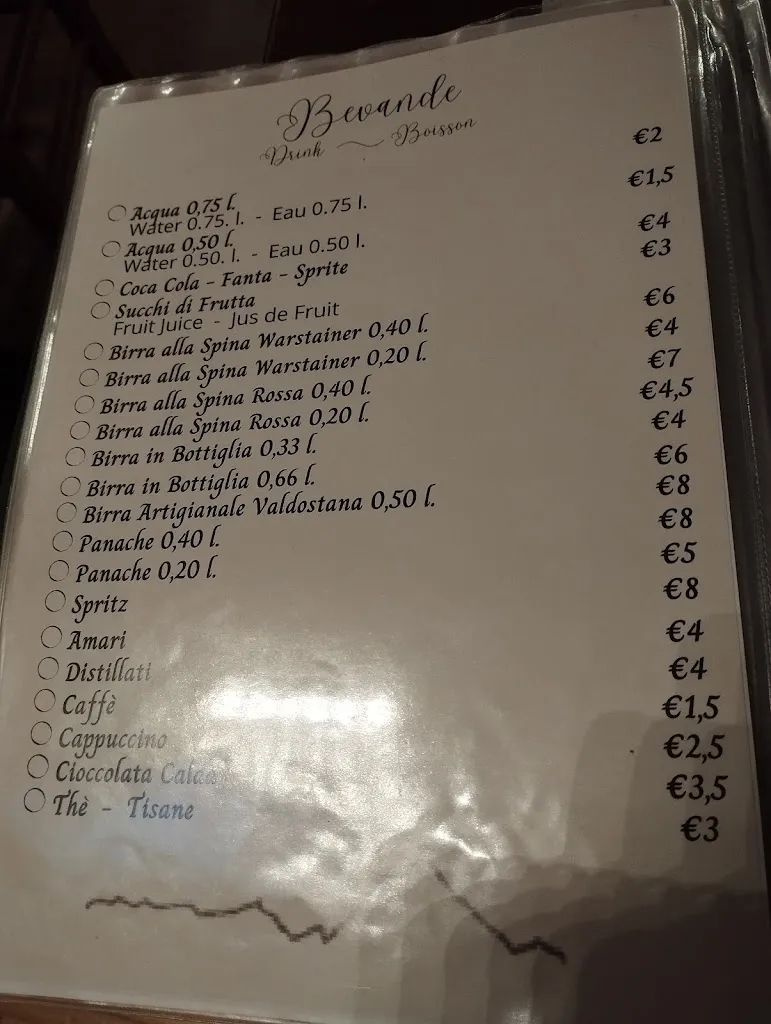 Bevande
Drink ~ Boisson
Acqua 0,75 l. €2
Water 0.75. l. - Eau 0.75 l.
Acqua 0,50 l. €1,5
Water 0.50. l. - Eau 0.50 l.
Coca Cola - Fanta - Sprite €4
Succhi di Frutta €3
Fruit Juice - Jus de Fruit
Birra alla Spina Warstainer 0,40 l. €6
Birra alla Spina Warstainer 0,20 l. €4
Birra alla Spina Rossa 0,40 l. €7
Birra alla Spina Rossa 0,20 l. €4,5
Birra in Bottiglia 0,33 l. €4
Birra in Bottiglia 0,66 l. €6
Birra Artigianale Valdostana 0,50 l. €8
Panache 0,40 l. €8
Panache 0,20 l. €5
Spritz €8
Amari €4
Distillati €4
Caffè €1,5
Cappuccino €2,5
Cioccolata Calda €3,5
Thè - Tisane €3